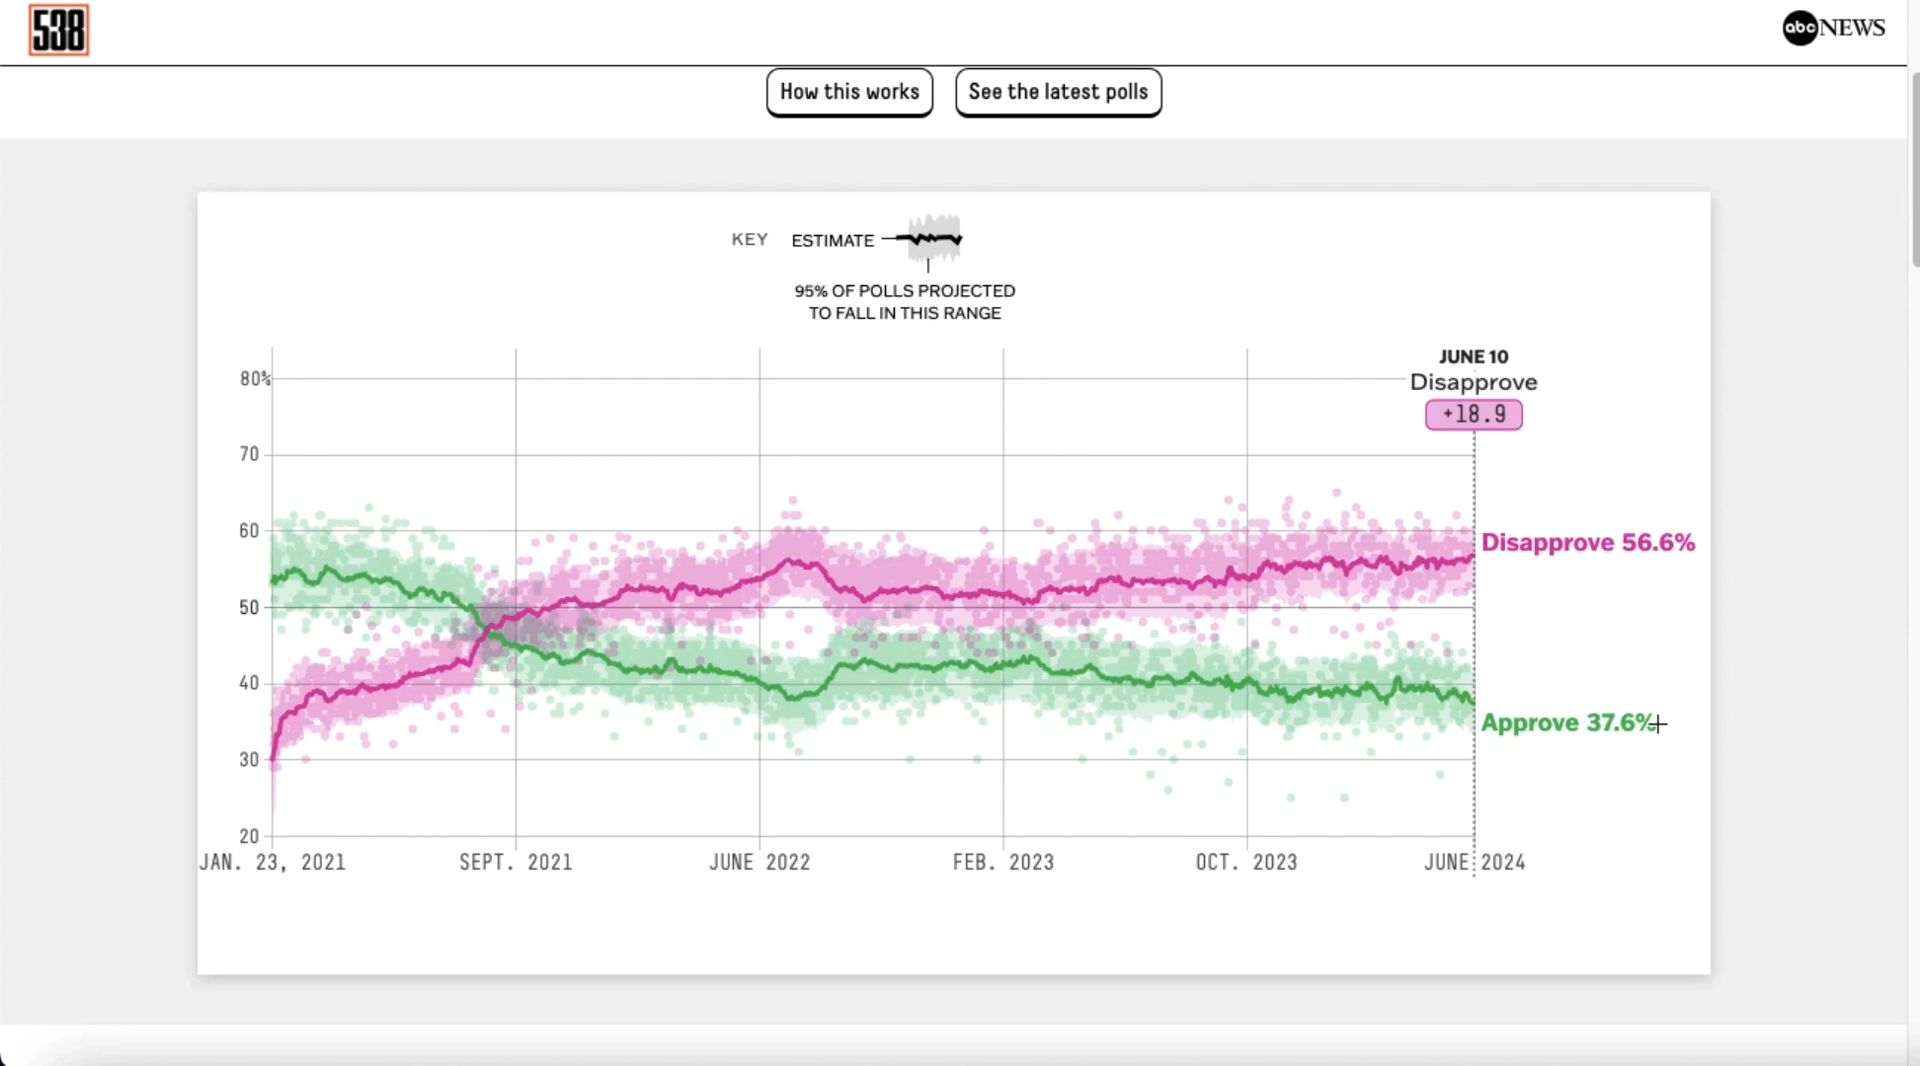 538
abc NEWS
How this works
See the latest polls
KEY
ESTIMATE
95% OF POLLS PROJECTED
TO FALL IN THIS RANGE
JUNE 10
Disapprove
+18.9
80%
70
60
50
40
30
20
Disapprove 56.6%
Approve 37.6%
JAN. 23, 2021
SEPT. 2021
JUNE 2022
FEB. 2023
OCT. 2023
JUNE 2024